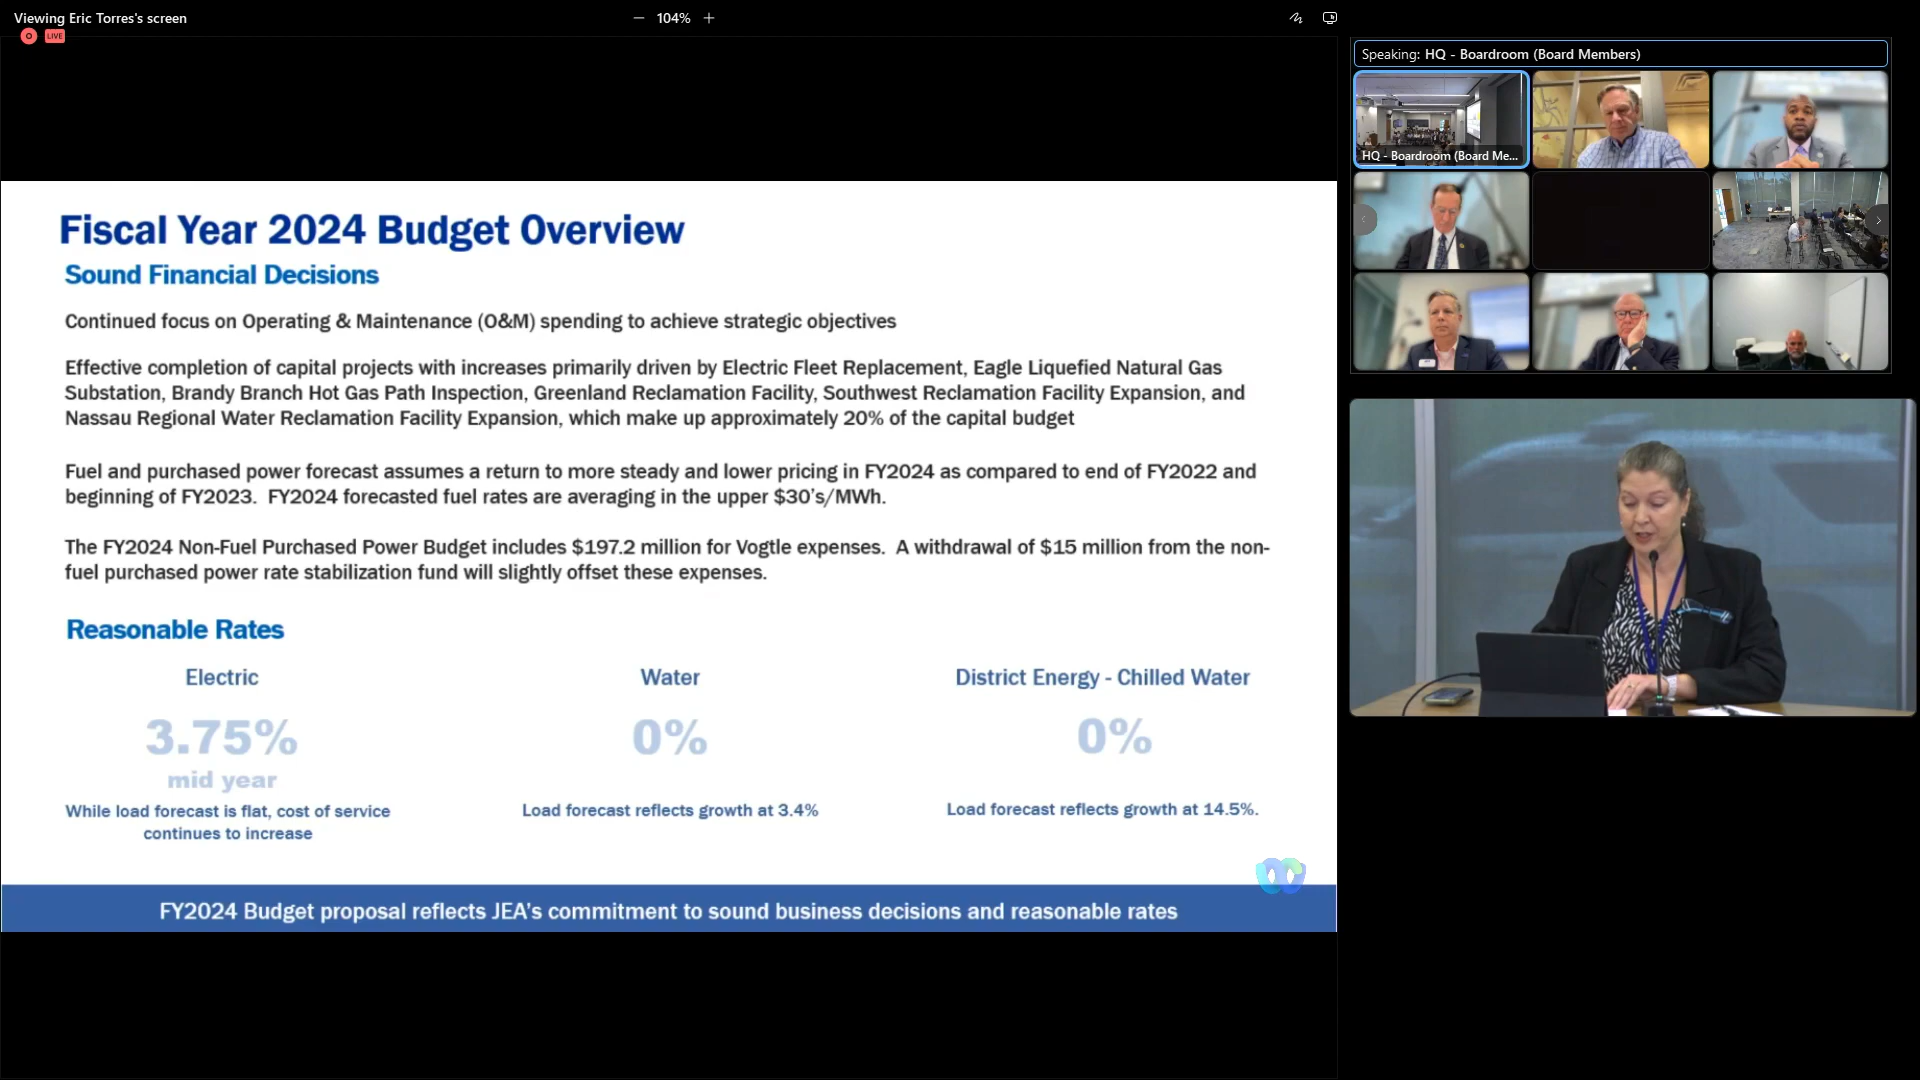 Viewing Eric Torres's screen
104%
LIVE
Speaking: HQ - Boardroom (Board Members)
HQ - Boardroom (Board Me...
Fiscal Year 2024 Budget Overview
Sound Financial Decisions
Continued focus on Operating & Maintenance (O&M) spending to achieve strategic objectives
Effective completion of capital projects with increases primarily driven by Electric Fleet Replacement, Eagle Liquefied Natural Gas
Substation, Brandy Branch Hot Gas Path Inspection, Greenland Reclamation Facility, Southwest Reclamation Facility Expansion, and
Nassau Regional Water Reclamation Facility Expansion, which make up approximately 20% of the capital budget
Fuel and purchased power forecast assumes a return to more steady and lower pricing in FY2024 as compared to end of FY2022 and
beginning of FY2023.  FY2024 forecasted fuel rates are averaging in the upper $30's/MWh.
The FY2024 Non-Fuel Purchased Power Budget includes $197.2 million for Vogtle expenses.  A withdrawal of $15 million from the non-
fuel purchased power rate stabilization fund will slightly offset these expenses.
Reasonable Rates
Electric
3.75%
mid year
While load forecast is flat, cost of service
continues to increase
Water
0%
Load forecast reflects growth at 3.4%
District Energy - Chilled Water
0%
Load forecast reflects growth at 14.5%.
FY2024 Budget proposal reflects JEA's commitment to sound business decisions and reasonable rates